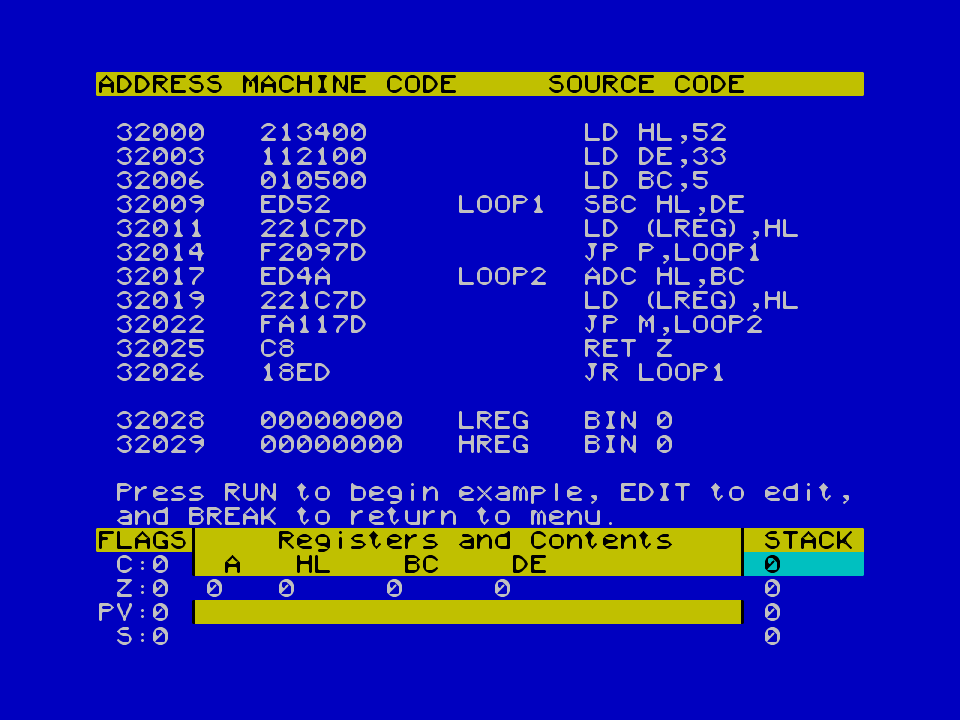 ADDRESS MACHINE CODE SOURCE CODE
32000 213400 LD HL,52
32003 112100 LD DE,33
32006 010500 LD BC,5
32009 ED52 LOOP1 SBC HL,DE
32011 221C7D LD (LREG),HL
32014 F2097D JP P,LOOP1
32017 ED4A LOOP2 ADC HL,BC
32019 221C7D LD (LREG),HL
32022 FA117D JP M,LOOP2
32025 C8 RET Z
32026 18ED JR LOOP1
32028 00000000 LREG BIN 0
32029 00000000 HREG BIN 0
Press RUN to begin example, EDIT to edit,
and BREAK to return to menu.
FLAGS Registers and Contents STACK
C:0 A HL BC DE 0
Z:0 0 0 0 0 0
PV:0 0
S:0 0